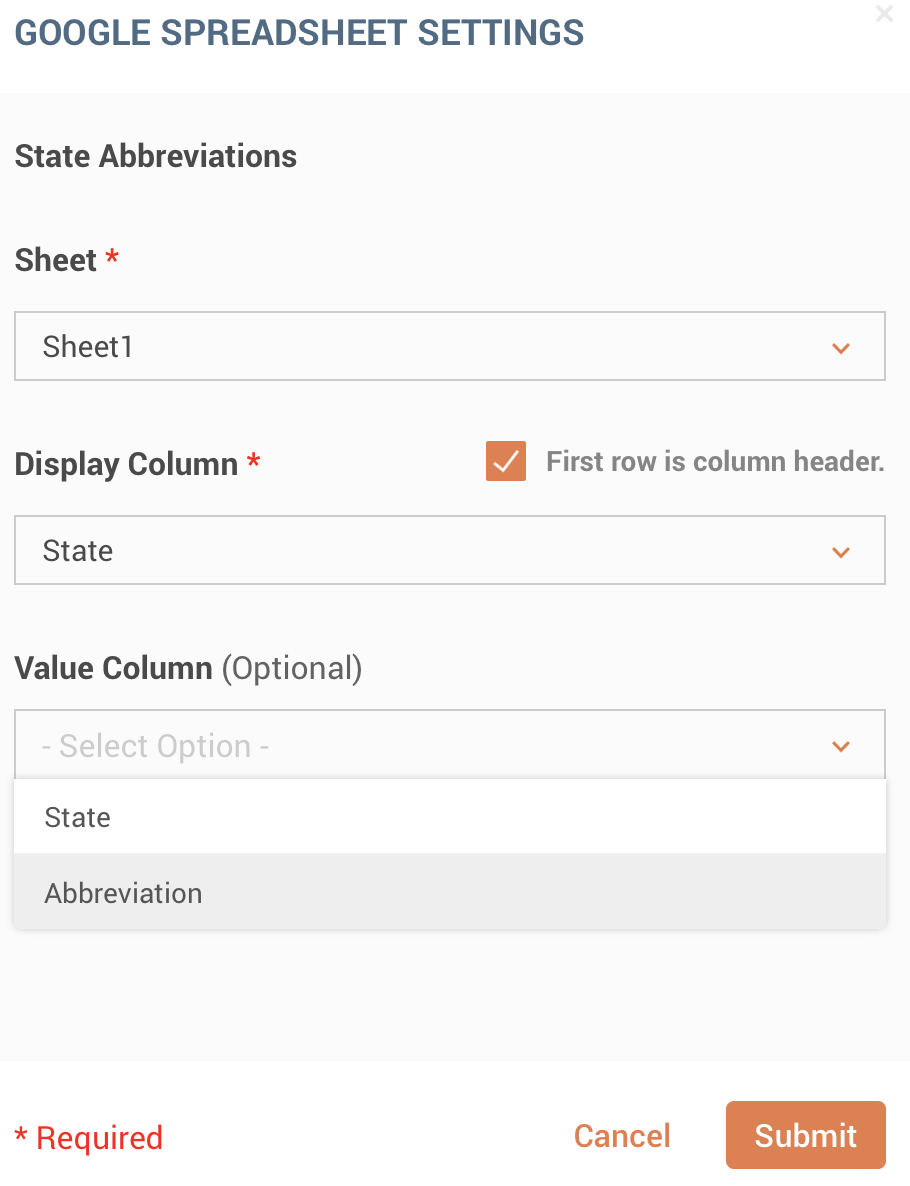 GOOGLE SPREADSHEET SETTINGS
State Abbreviations
Sheet *
Sheet1
Display Column * First row is column header.
State
Value Column (Optional)
- Select Option -
State
Abbreviation
* Required Cancel Submit